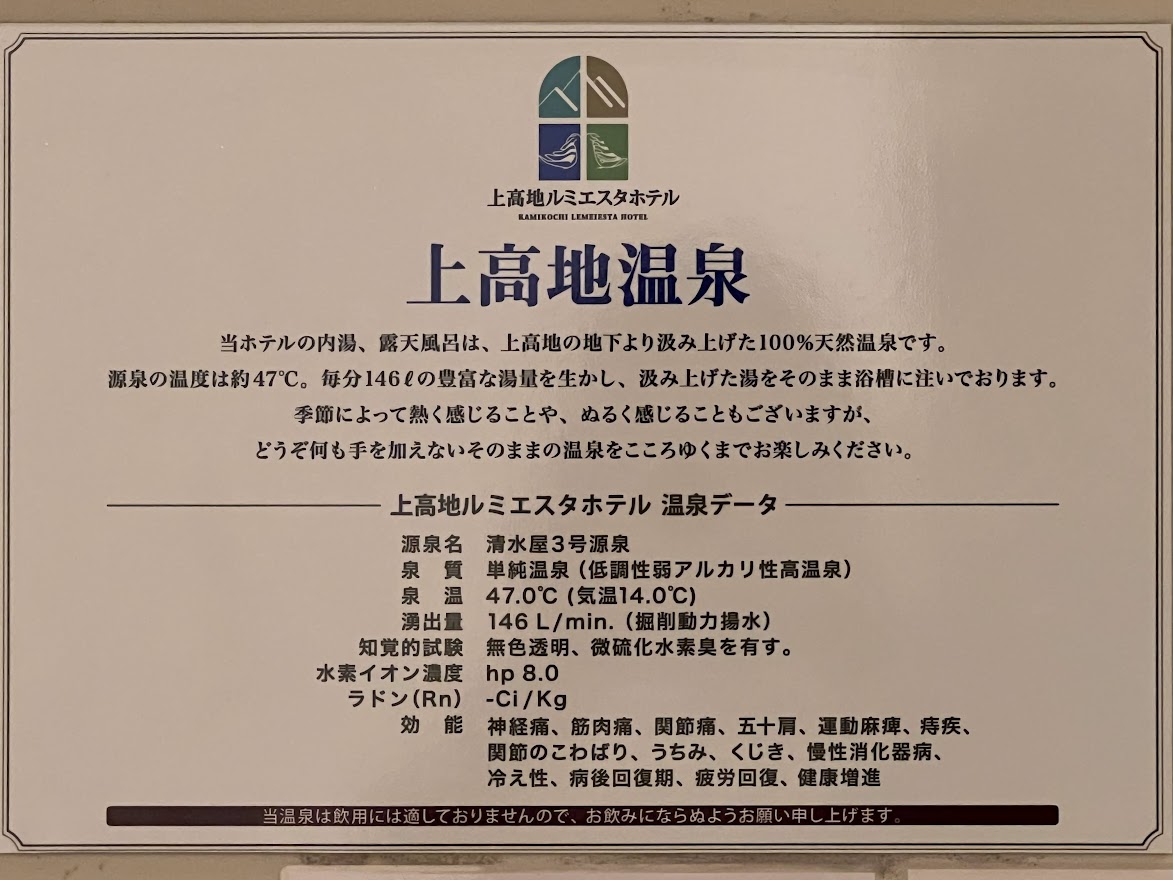 上高地ルミエスタホテル
KAMIKOCHI LEMEIESTA HOTEL
上高地温泉
当ホテルの内湯、露天風呂は、上高地の地下より汲み上げた100%天然温泉です。
源泉の温度は約47℃。毎分146ℓの豊富な湯量を生かし、汲み上げた湯をそのまま浴槽に注いでおります。
季節によって熱く感じることや、ぬるく感じることもございますが、
どうぞ何も手を加えないそのままの温泉をこころゆくまでお楽しみください。
上高地ルミエスタホテル 温泉データ
源泉名 清水屋3号源泉
泉 質 単純温泉（低調性弱アルカリ性高温泉）
泉 温 47.0℃ (気温14.0℃)
湧出量 146 L/min.（掘削動力揚水）
知覚的試験 無色透明、微硫化水素臭を有す。
水素イオン濃度 hp 8.0
ラドン（Rn） -Ci/Kg
効 能 神経痛、筋肉痛、関節痛、五十肩、運動麻痺、痔疾、
関節のこわばり、うちみ、くじき、慢性消化器病、
冷え性、病後回復期、疲労回復、健康増進
当温泉は飲用には適しておりませんので、お飲みにならぬようお願い申し上げます。